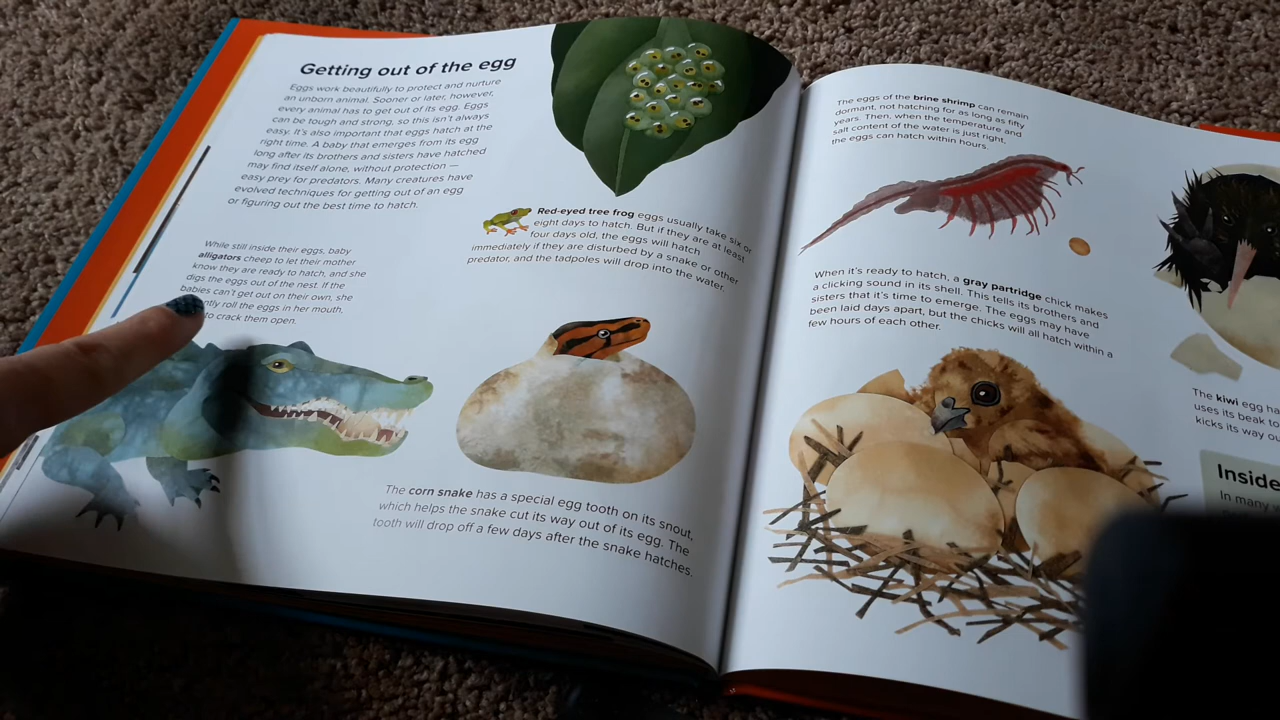 Getting out of the egg
Eggs work beautifully to protect and nurture
an unborn animal. Sooner or later, however,
every animal has to get out of its egg. Eggs
can be tough and strong, so this isn't always
easy. It's also important that eggs hatch at the
right time. A baby that emerges from its egg
long after its brothers and sisters have hatched
may find itself alone, without protection —
easy prey for predators. Many creatures have
evolved techniques for getting out of an egg
or figuring out the best time to hatch.
While still inside their eggs, baby
alligators cheep to let their mother
know they are ready to hatch, and she
digs the eggs out of the nest. If the
babies can't get out on their own, she
ntly roll the eggs in her mouth,
to crack them open.
Red-eyed tree frog eggs usually take six or
eight days to hatch. But if they are at least
four days old, the eggs will hatch
immediately if they are disturbed by a snake or other
predator, and the tadpoles will drop into the water.
The corn snake has a special egg tooth on its snout,
which helps the snake cut its way out of its egg. The
tooth will drop off a few days after the snake hatches.
The eggs of the brine shrimp can remain
dormant, not hatching for as long as fifty
years. Then, when the temperature and
salt content of the water is just right,
the eggs can hatch within hours.
When it's ready to hatch, a gray partridge chick makes
a clicking sound in its shell. This tells its brothers and
sisters that it's time to emerge. The eggs may have
been laid days apart, but the chicks will all hatch within a
few hours of each other.
The kiwi egg ha
uses its beak to
kicks its way ou
Inside
In many